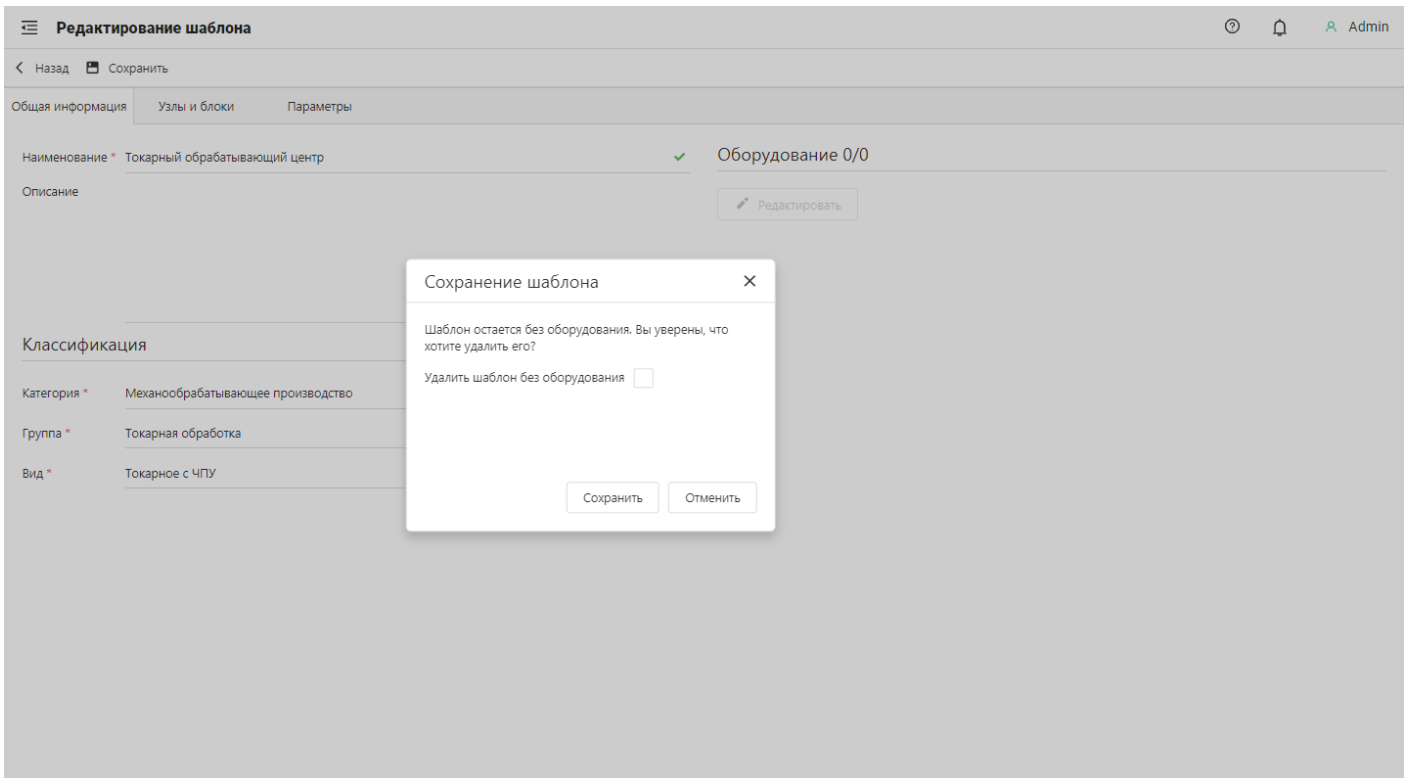 Редактирование шаблона
Admin
Назад
Сохранить
Общая информация
Узлы и блоки
Параметры
Наименование * Токарный обрабатывающий центр
Оборудование 0/0
Описание
Редактировать
Сохранение шаблона
Шаблон остается без оборудования. Вы уверены, что
хотите удалить его?
Удалить шаблон без оборудования
Сохранить
Отменить
Классификация
Категория * Механообрабатывающее производство
Группа * Токарная обработка
Вид * Токарное с ЧПУ